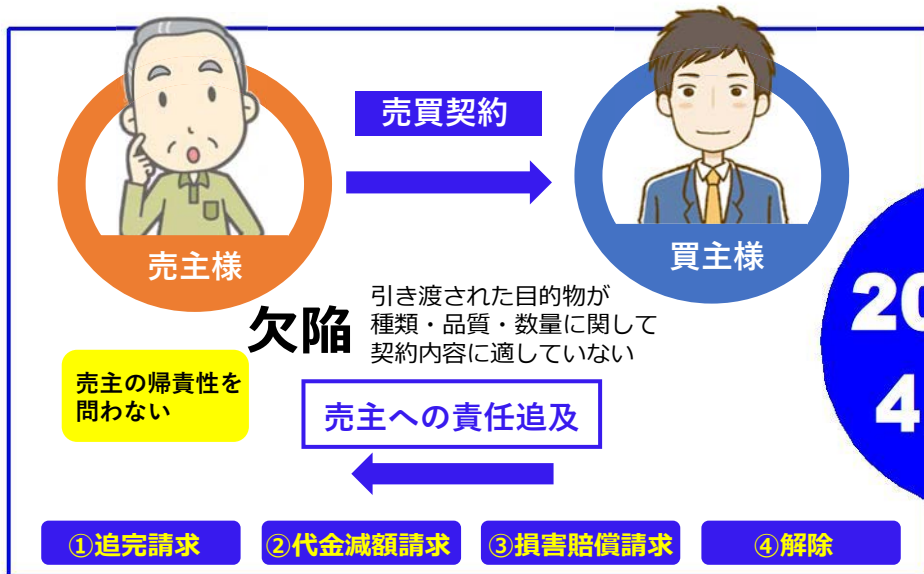 売買契約
売主様
買主様
欠陥
引き渡された目的物が
種類・品質・数量に関して
契約内容に適していない
売主の帰責性を
問わない
売主への責任追及
①追完請求
②代金減額請求
③損害賠償請求
④解除
20
4